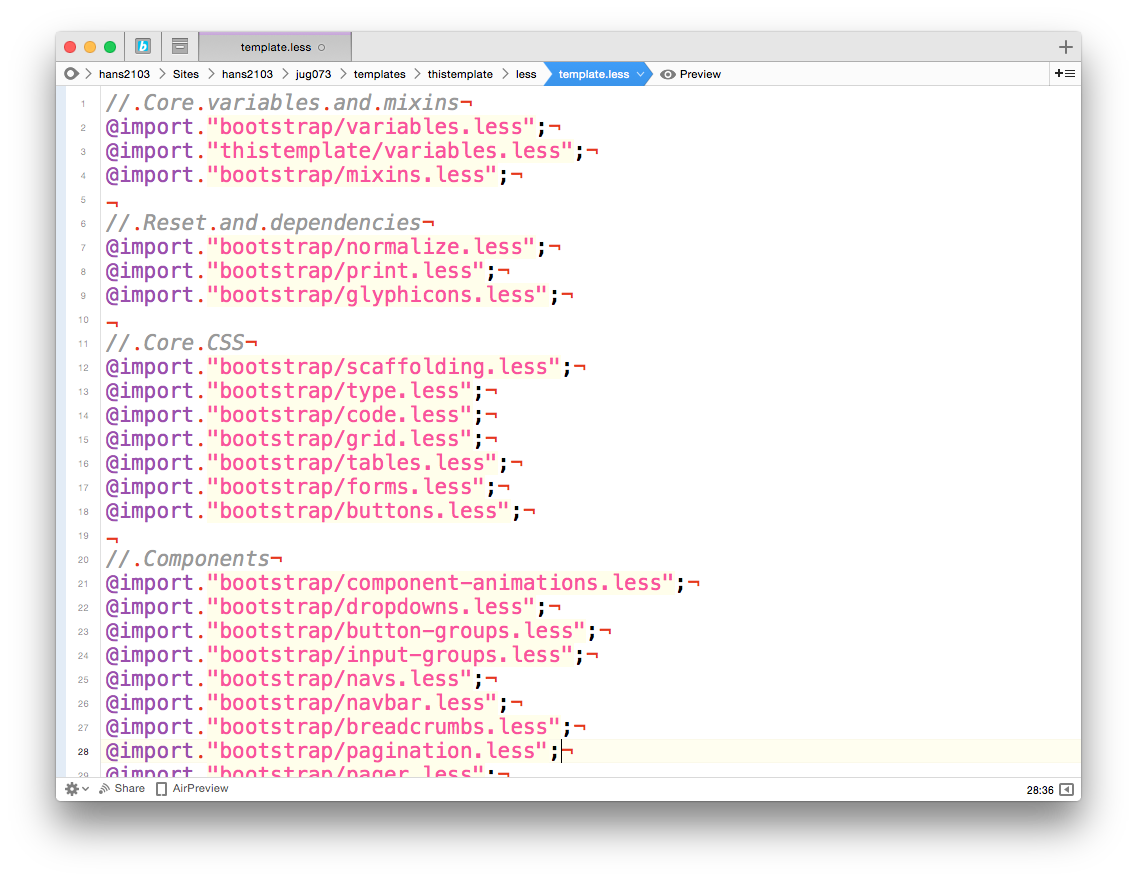 template.less
hans2103 Sites hans2103 jug073 templates thistemplate less template.less Preview
1 //.Core.variables.and.mixins¬
2 @import."bootstrap/variables.less";¬
3 @import."thistemplate/variables.less";¬
4 @import."bootstrap/mixins.less";¬
5 ¬
6 //.Reset.and.dependencies¬
7 @import."bootstrap/normalize.less";¬
8 @import."bootstrap/print.less";¬
9 @import."bootstrap/glyphicons.less";¬
10 ¬
11 //.Core.CSS¬
12 @import."bootstrap/scaffolding.less";¬
13 @import."bootstrap/type.less";¬
14 @import."bootstrap/code.less";¬
15 @import."bootstrap/grid.less";¬
16 @import."bootstrap/tables.less";¬
17 @import."bootstrap/forms.less";¬
18 @import."bootstrap/buttons.less";¬
19 ¬
20 //.Components¬
21 @import."bootstrap/component-animations.less";¬
22 @import."bootstrap/dropdowns.less";¬
23 @import."bootstrap/button-groups.less";¬
24 @import."bootstrap/input-groups.less";¬
25 @import."bootstrap/navs.less";¬
26 @import."bootstrap/navbar.less";¬
27 @import."bootstrap/breadcrumbs.less";¬
28 @import."bootstrap/pagination.less";¬
29 @import."bootstrap/pager.less";¬
Share AirPreview 28:36